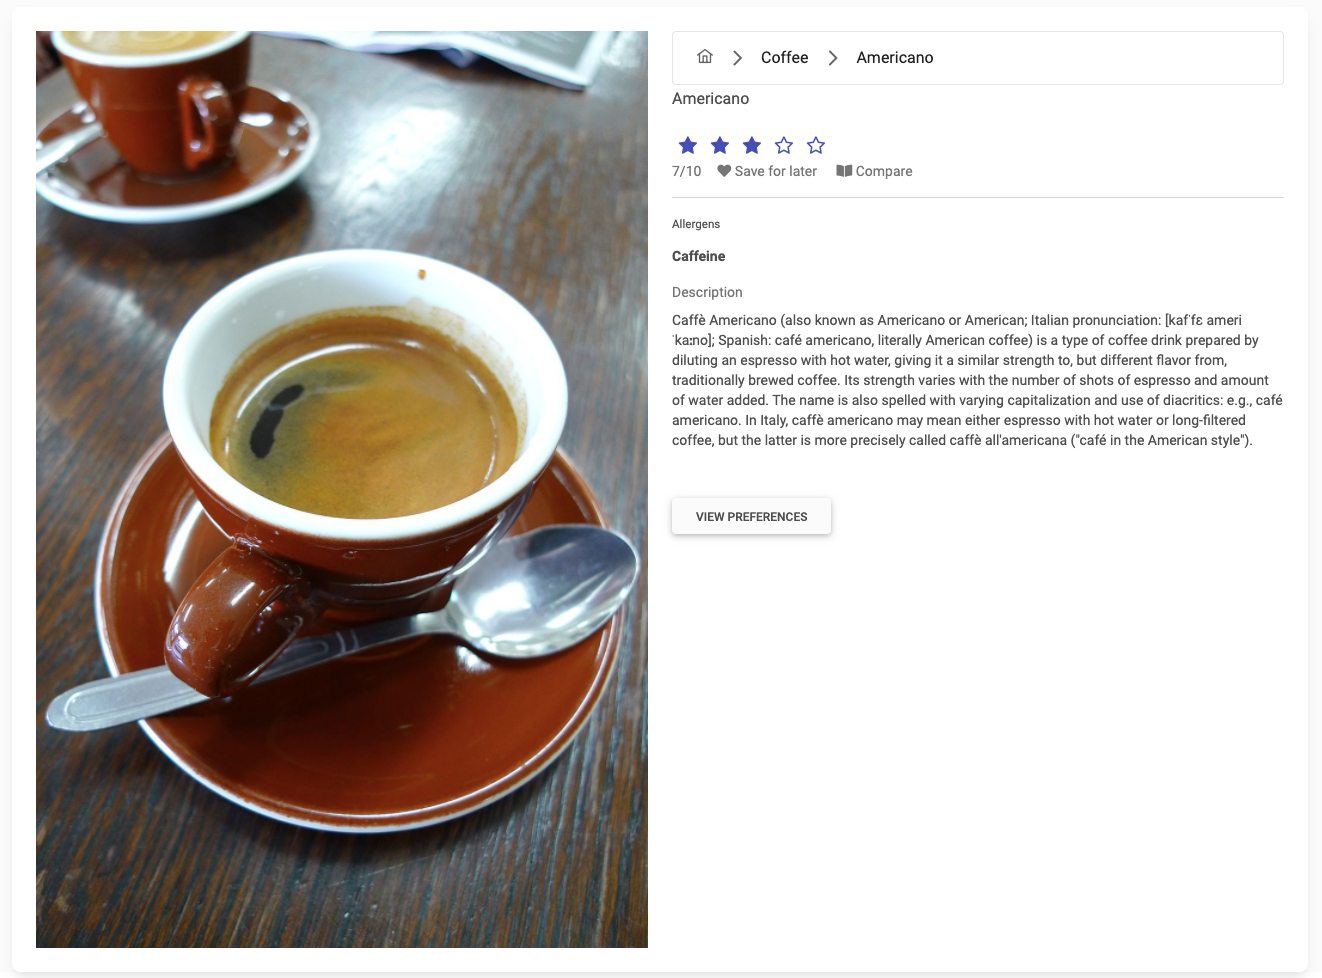 Coffee Americano
Americano
7/10 Save for later Compare
Allergens
Caffeine
Description
Caffè Americano (also known as Americano or American; Italian pronunciation: [kafˈfɛ ameri
ˈkaːno]; Spanish: café americano, literally American coffee) is a type of coffee drink prepared by
diluting an espresso with hot water, giving it a similar strength to, but different flavor from,
traditionally brewed coffee. Its strength varies with the number of shots of espresso and amount
of water added. The name is also spelled with varying capitalization and use of diacritics: e.g., café
americano. In Italy, caffè americano may mean either espresso with hot water or long-filtered
coffee, but the latter is more precisely called caffè all'americana ("café in the American style").
VIEW PREFERENCES